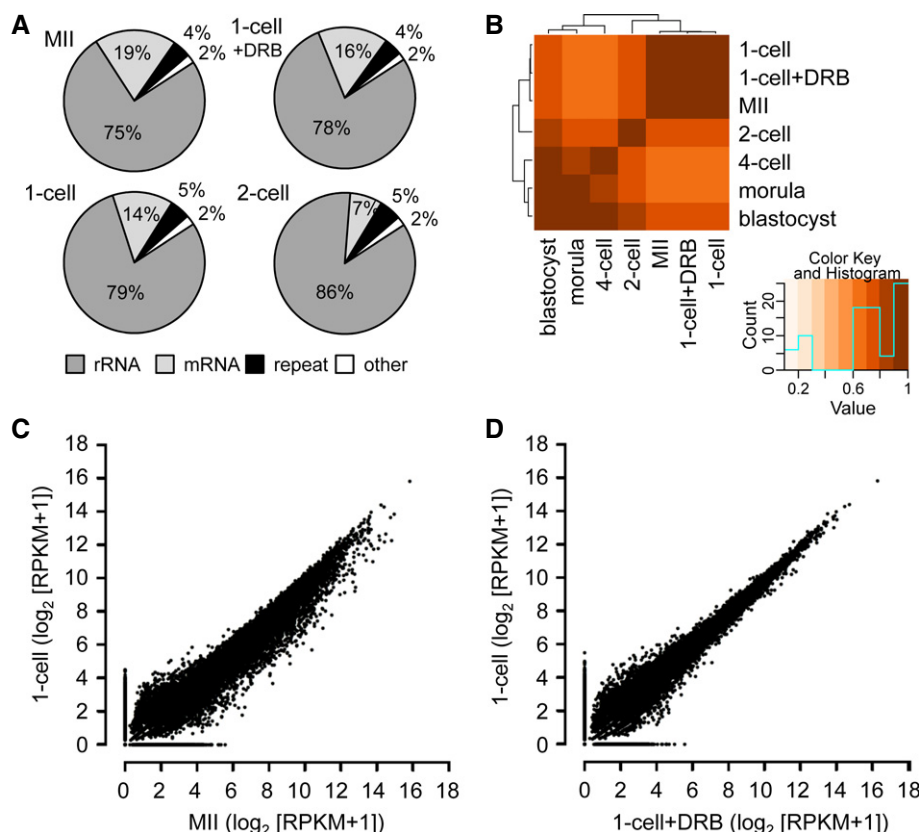 A
MII
19%
4%
2%
75%
1-cell
+DRB
16%
4%
2%
78%
1-cell
14%
5%
2%
79%
2-cell
7%
5%
2%
86%
rRNA mRNA repeat other
B
1-cell
1-cell+DRB
MII
2-cell
4-cell
morula
blastocyst
blastocyst
morula
4-cell
2-cell
MII
1-cell+DRB
1-cell
Color Key
and Histogram
Count
0 10 20
0.2 0.6 1
Value
C
1-cell (log2 [RPKM+1])
18
16
14
12
10
8
6
4
2
0
0 2 4 6 8 10 12 14 16 18
MII (log2 [RPKM+1])
D
1-cell (log2 [RPKM+1])
18
16
14
12
10
8
6
4
2
0
0 2 4 6 8 10 12 14 16 18
1-cell+DRB (log2 [RPKM+1])